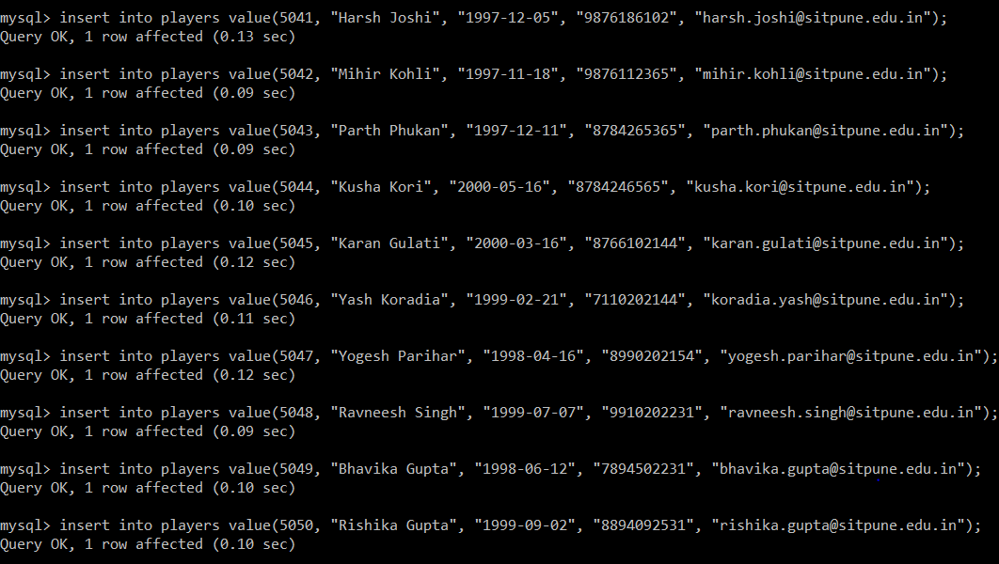 mysql> insert into players value(5041, "Harsh Joshi", "1997-12-05", "9876186102", "harsh.joshi@sitpune.edu.in");
Query OK, 1 row affected (0.13 sec)
mysql> insert into players value(5042, "Mihir Kohli", "1997-11-18", "9876112365", "mihir.kohli@sitpune.edu.in");
Query OK, 1 row affected (0.09 sec)
mysql> insert into players value(5043, "Parth Phukan", "1997-12-11", "8784265365", "parth.phukan@sitpune.edu.in");
Query OK, 1 row affected (0.09 sec)
mysql> insert into players value(5044, "Kusha Kori", "2000-05-16", "8784246565", "kusha.kori@sitpune.edu.in");
Query OK, 1 row affected (0.10 sec)
mysql> insert into players value(5045, "Karan Gulati", "2000-03-16", "8766102144", "karan.gulati@sitpune.edu.in");
Query OK, 1 row affected (0.12 sec)
mysql> insert into players value(5046, "Yash Koradia", "1999-02-21", "7110202144", "koradia.yash@sitpune.edu.in");
Query OK, 1 row affected (0.11 sec)
mysql> insert into players value(5047, "Yogesh Parihar", "1998-04-16", "8990202154", "yogesh.parihar@sitpune.edu.in");
Query OK, 1 row affected (0.12 sec)
mysql> insert into players value(5048, "Ravneesh Singh", "1999-07-07", "9910202231", "ravneesh.singh@sitpune.edu.in");
Query OK, 1 row affected (0.09 sec)
mysql> insert into players value(5049, "Bhavika Gupta", "1998-06-12", "7894502231", "bhavika.gupta@sitpune.edu.in");
Query OK, 1 row affected (0.10 sec)
mysql> insert into players value(5050, "Rishika Gupta", "1999-09-02", "8894092531", "rishika.gupta@sitpune.edu.in");
Query OK, 1 row affected (0.10 sec)